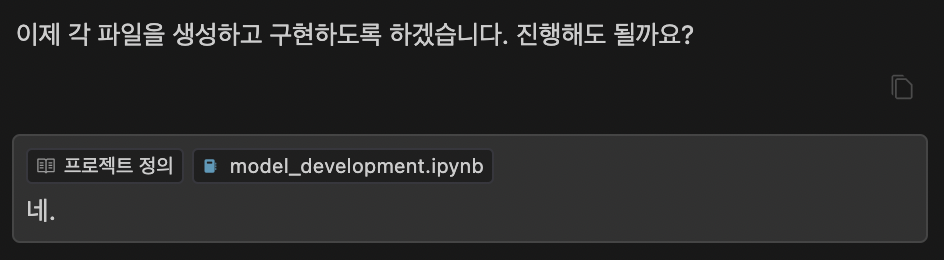 이제 각 파일을 생성하고 구현하도록 하겠습니다. 진행해도 될까요?
프로젝트 정의 model_development.ipynb
네.